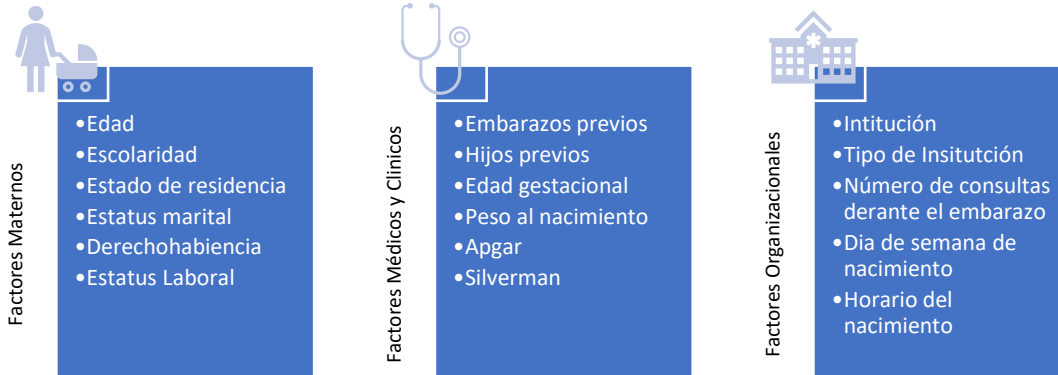 Factores Maternos
•Edad
•Escolaridad
•Estado de residencia
•Estatus marital
•Derechohabiencia
•Estatus Laboral
Factores Médicos y Clinicos
•Embarazos previos
•Hijos previos
•Edad gestacional
•Peso al nacimiento
•Apgar
•Silverman
Factores Organizacionales
•Intitución
•Tipo de Insitutción
•Número de consultas
derante el embarazo
•Dia de semana de
nacimiento
•Horario del
nacimiento